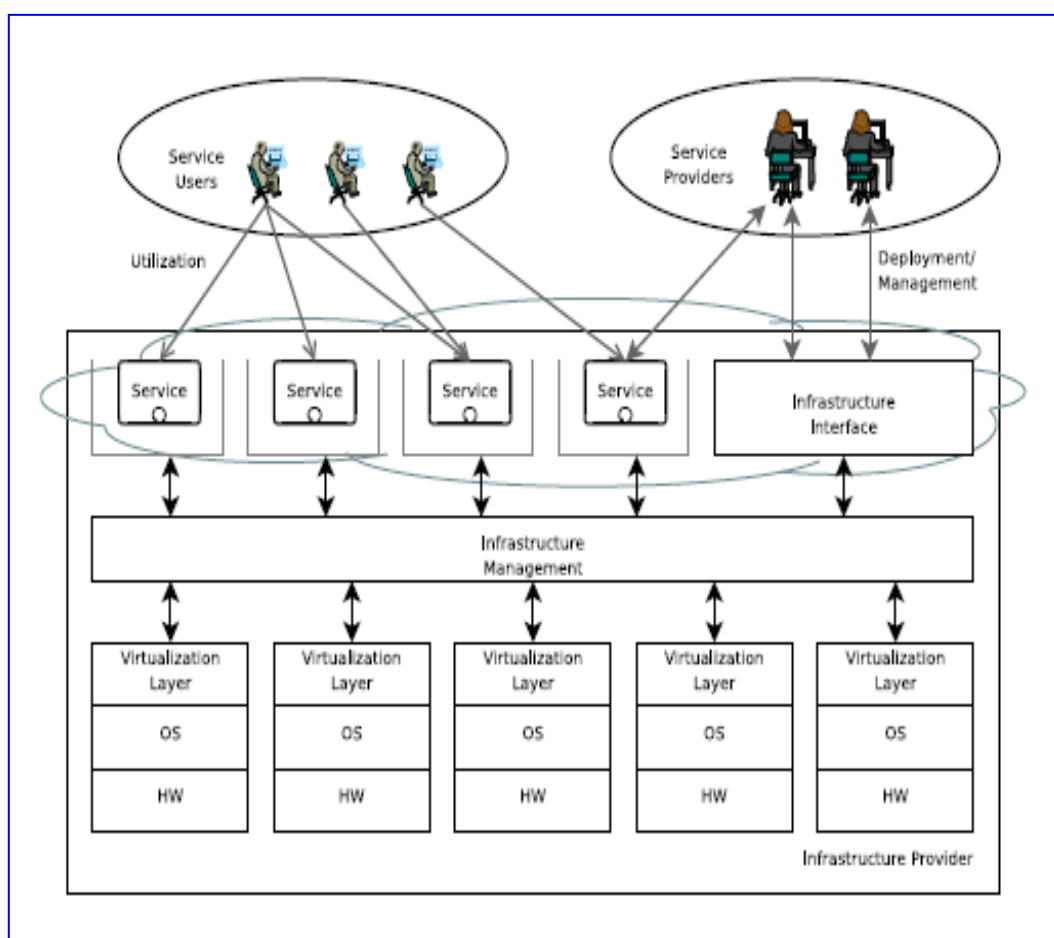 Service
Users
Service
Providers
Utilization
Deployment/
Management
Service
Service
Service
Service
Infrastructure
Interface
Infrastructure
Management
Virtualization
Layer
Virtualization
Layer
Virtualization
Layer
Virtualization
Layer
Virtualization
Layer
OS
OS
OS
OS
OS
HW
HW
HW
HW
HW
Infrastructure Provider